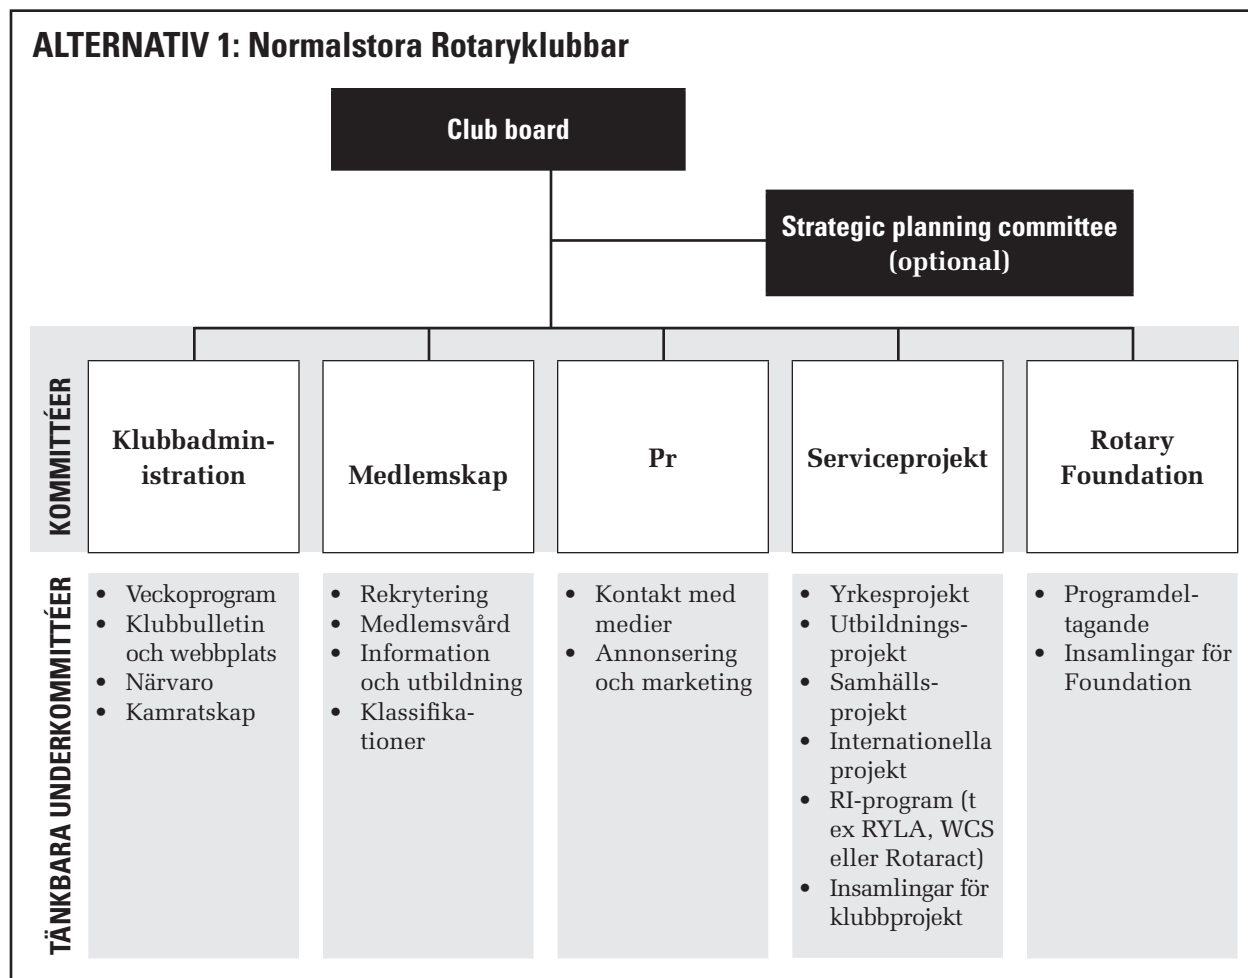 ALTERNATIV 1: Normalstora Rotaryklubbar
Club board
Strategic planning committee
(optional)
KOMMITTÉER
Klubbadmin-
istration
Medlemskap
Pr
Serviceprojekt
Rotary
Foundation
TÄNKBARA UNDERKOMMITTÉER
• Veckoprogram
• Klubbulletin
och webbplats
• Närvaro
• Kamratskap
• Rekrytering
• Medlemsvård
• Information
och utbildning
• Klassifika-
tioner
• Kontakt med
medier
• Annonsering
och marketing
• Yrkesprojekt
• Utbildnings-
projekt
• Samhälls-
projekt
• Internationella
projekt
• RI-program (t
ex RYLA, WCS
eller Rotaract)
• Insamlingar för
klubbprojekt
• Programdel-
tagande
• Insamlingar för
Foundation